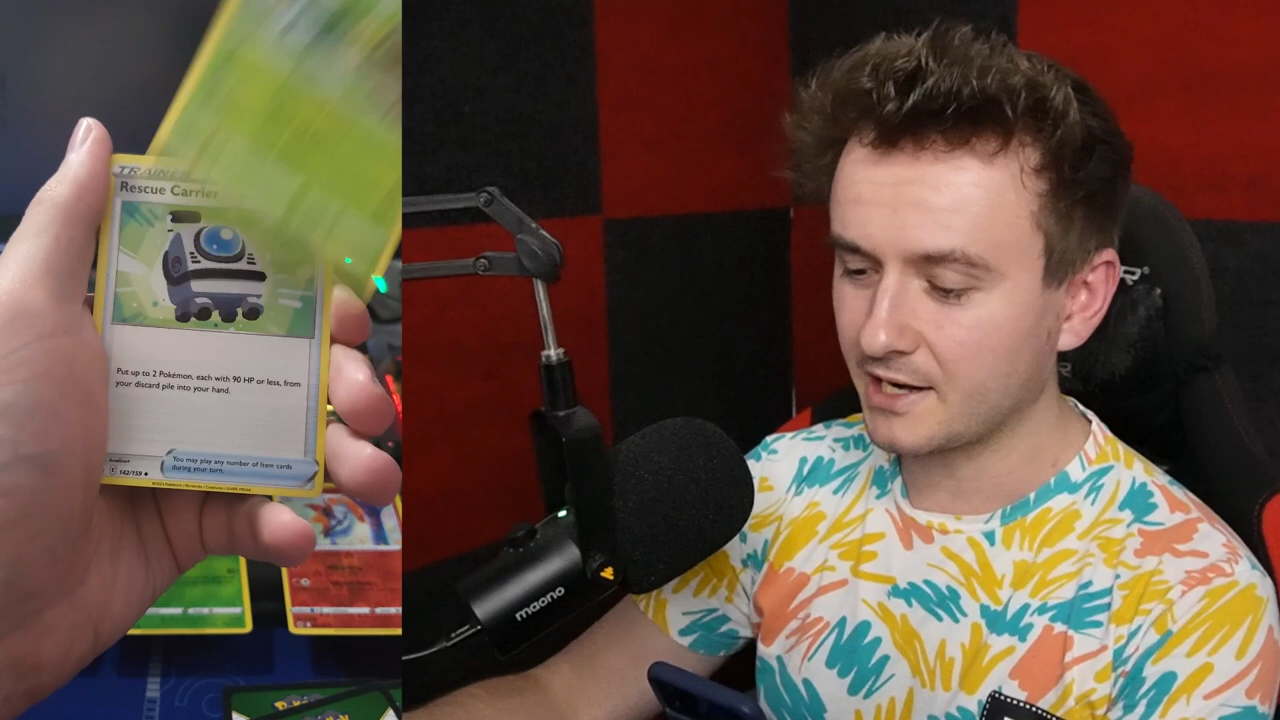 TRAINER
Rescue Carrier
Put up to 2 Pokémon, each with 90 HP or less, from
your discard pile into your hand.
142/159
You may play any number of Item cards
during your turn.
maono
R